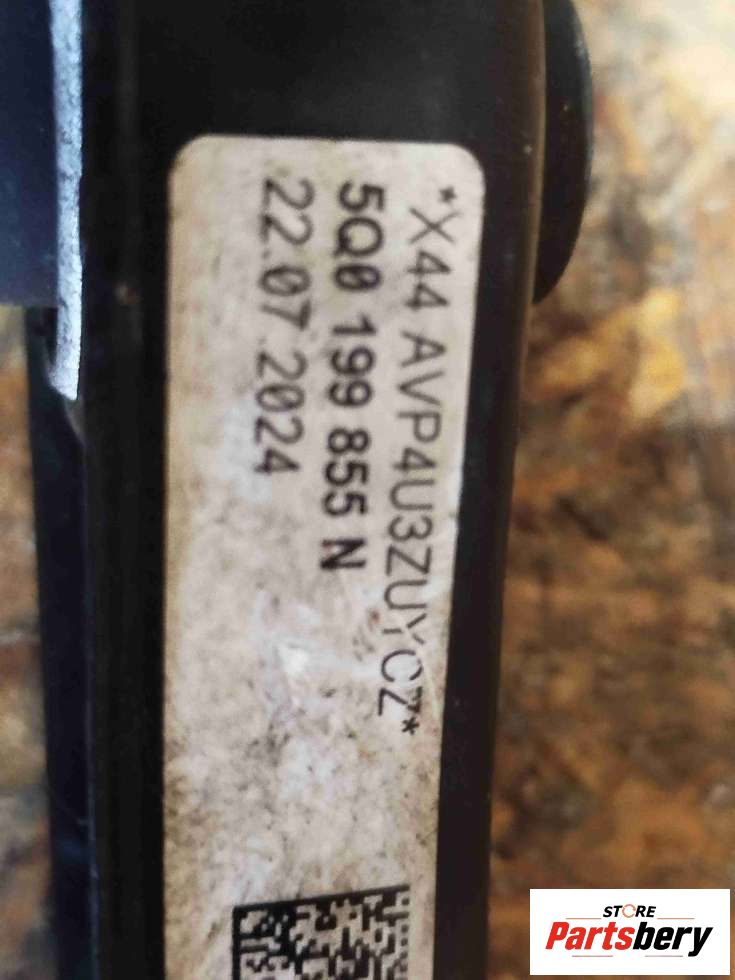 *X44 AVP4U3ZUYCZ*
5Q0 199 855 N
22.07.2024
STORE
Partsbery